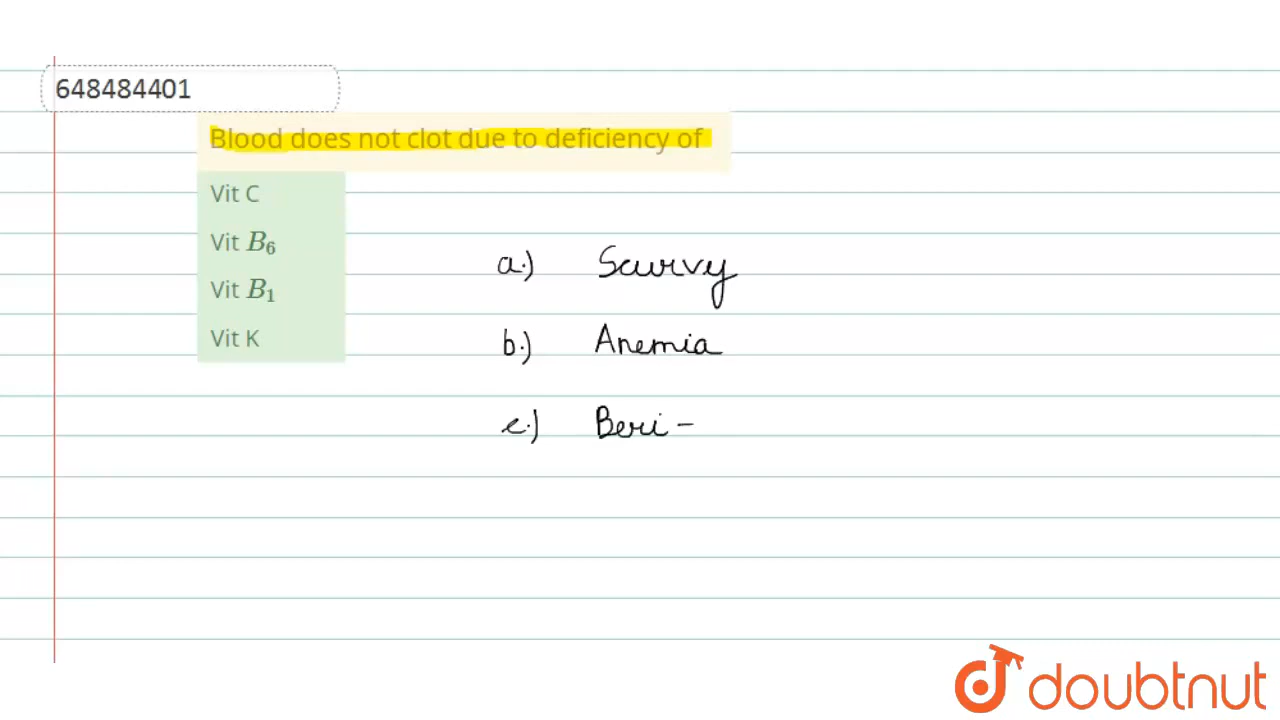 648484401
Blood does not clot due to deficiency of
Vit C
Vit B₆
Vit B₁
Vit K
a.) Scurvy
b.) Anemia
c.) Beri -
doubtnut